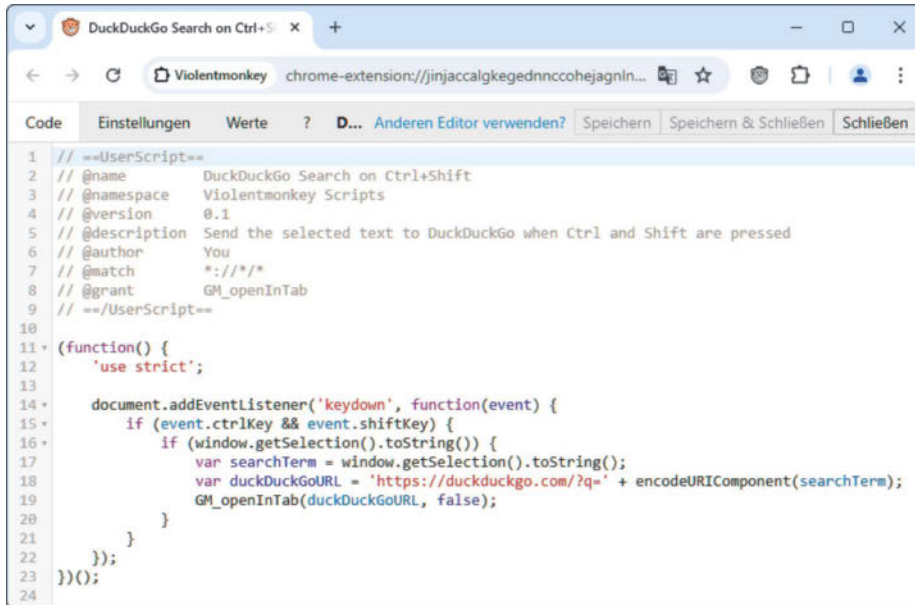 DuckDuckGo Search on Ctrl+S
Violentmonkey chrome-extension://jinjaccalgkegednnccohejagnln...
Code Einstellungen Werte ? D... Anderen Editor verwenden? Speichern Speichern & Schließen Schließen
1 // ==UserScript==
2 // @name         DuckDuckGo Search on Ctrl+Shift
3 // @namespace    Violentmonkey Scripts
4 // @version      0.1
5 // @description  Send the selected text to DuckDuckGo when Ctrl and Shift are pressed
6 // @author       You
7 // @match        *://*/*
8 // @grant        GM_openInTab
9 // ==/UserScript==
10
11 (function() {
12     'use strict';
13
14     document.addEventListener('keydown', function(event) {
15         if (event.ctrlKey && event.shiftKey) {
16             if (window.getSelection().toString()) {
17                 var searchTerm = window.getSelection().toString();
18                 var duckDuckGoURL = 'https://duckduckgo.com/?q=' + encodeURIComponent(searchTerm);
19                 GM_openInTab(duckDuckGoURL, false);
20             }
21         }
22     });
23 })();
24